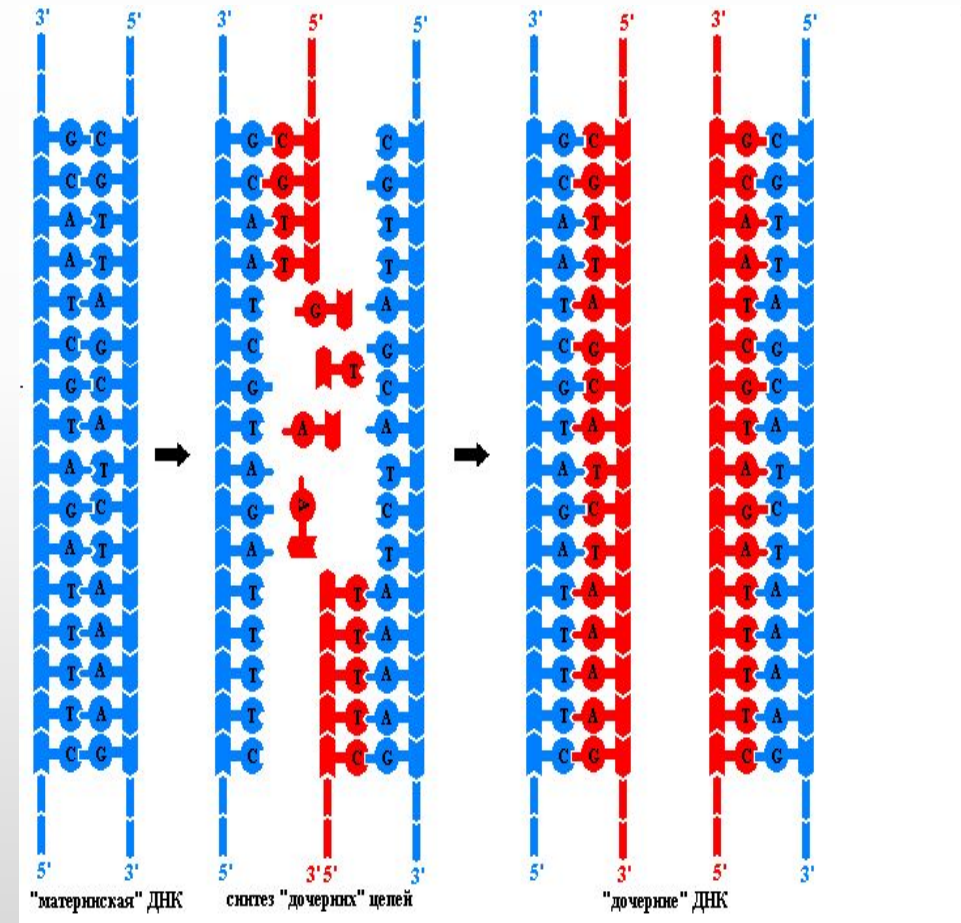 3' 5' 3' 5' 5' 3' 5' 3' 5'
G C G C C G C G C
C G C G G C G C G
A T A T T A T A T
A T A T T A T A T
T A T G A T A T A
C G C G C G C G
G C G T C G C G C
T A T A A T A T A
A T A T A T A T
G C G A C G C G C
A T A T A T A T
T A T T A T A T A
T A T T A T A T A
T A T T A T A T A
T A T T A T A T A
C G C C G C G C G
5' 3' 5' 3'5' 3' 5' 3' 5' 3'
"материнская" ДНК синтез "дочерних" цепей "дочерние" ДНК